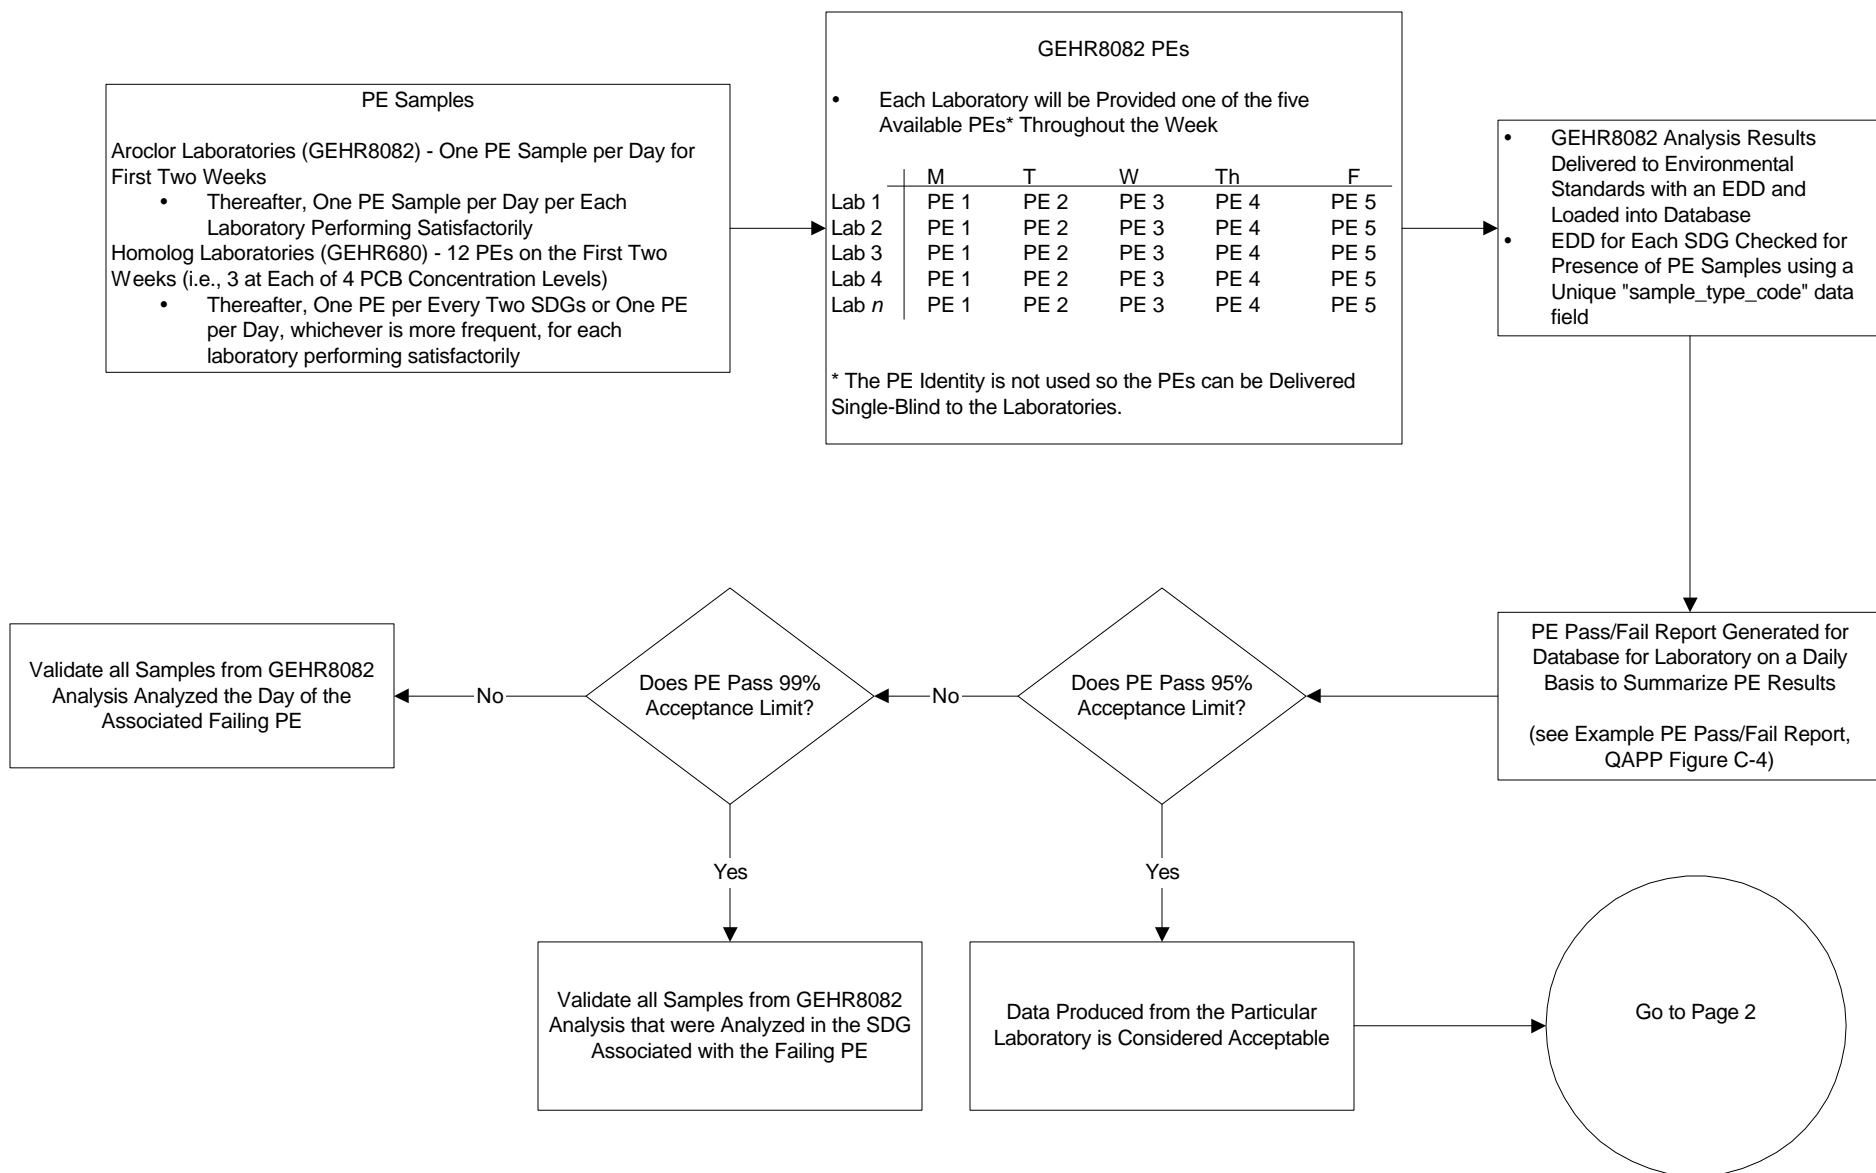 PE Samples
Aroclor Laboratories (GEHR8082) - One PE Sample per Day for
First Two Weeks
• Thereafter, One PE Sample per Day per Each
Laboratory Performing Satisfactorily
Homolog Laboratories (GEHR680) - 12 PEs on the First Two
Weeks (i.e., 3 at Each of 4 PCB Concentration Levels)
• Thereafter, One PE per Every Two SDGs or One PE
per Day, whichever is more frequent, for each
laboratory performing satisfactorily
GEHR8082 PEs
• Each Laboratory will be Provided one of the five
Available PEs* Throughout the Week
M T W Th F
Lab 1 PE 1 PE 2 PE 3 PE 4 PE 5
Lab 2 PE 1 PE 2 PE 3 PE 4 PE 5
Lab 3 PE 1 PE 2 PE 3 PE 4 PE 5
Lab 4 PE 1 PE 2 PE 3 PE 4 PE 5
Lab n PE 1 PE 2 PE 3 PE 4 PE 5
* The PE Identity is not used so the PEs can be Delivered
Single-Blind to the Laboratories.
• GEHR8082 Analysis Results
Delivered to Environmental
Standards with an EDD and
Loaded into Database
• EDD for Each SDG Checked for
Presence of PE Samples using a
Unique "sample_type_code" data
field
PE Pass/Fail Report Generated for
Database for Laboratory on a Daily
Basis to Summarize PE Results
(see Example PE Pass/Fail Report,
QAPP Figure C-4)
Does PE Pass 95%
Acceptance Limit?
No
Does PE Pass 99%
Acceptance Limit?
No
Validate all Samples from GEHR8082
Analysis Analyzed the Day of the
Associated Failing PE
Yes
Yes
Validate all Samples from GEHR8082
Analysis that were Analyzed in the SDG
Associated with the Failing PE
Data Produced from the Particular
Laboratory is Considered Acceptable
Go to Page 2